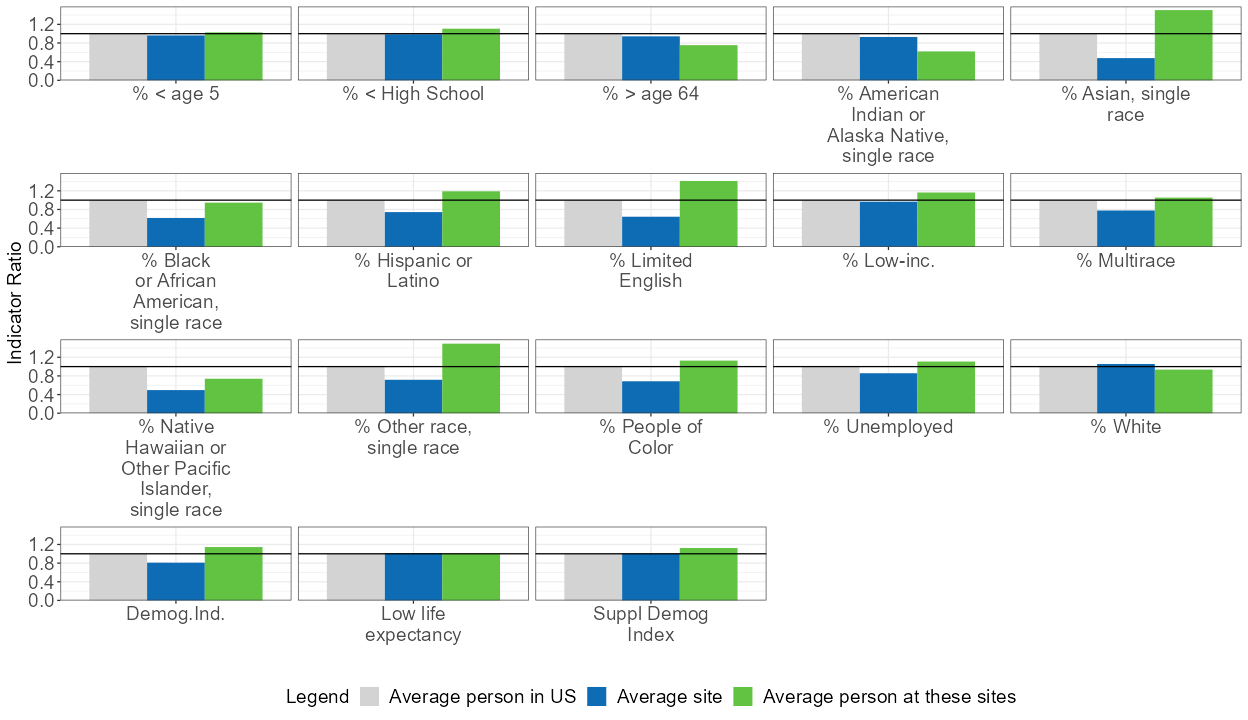 1.2
0.8
0.4
0.0
% < age 5
% < High School
% > age 64
% American
Indian or
Alaska Native,
single race
% Asian, single
race
1.2
0.8
0.4
0.0
% Black
or African
American,
single race
% Hispanic or
Latino
% Limited
English
% Low-inc.
% Multirace
Indicator Ratio
1.2
0.8
0.4
0.0
% Native
Hawaiian or
Other Pacific
Islander,
single race
% Other race,
single race
% People of
Color
% Unemployed
% White
1.2
0.8
0.4
0.0
Demog.Ind.
Low life
expectancy
Suppl Demog
Index
Legend Average person in US Average site Average person at these sites